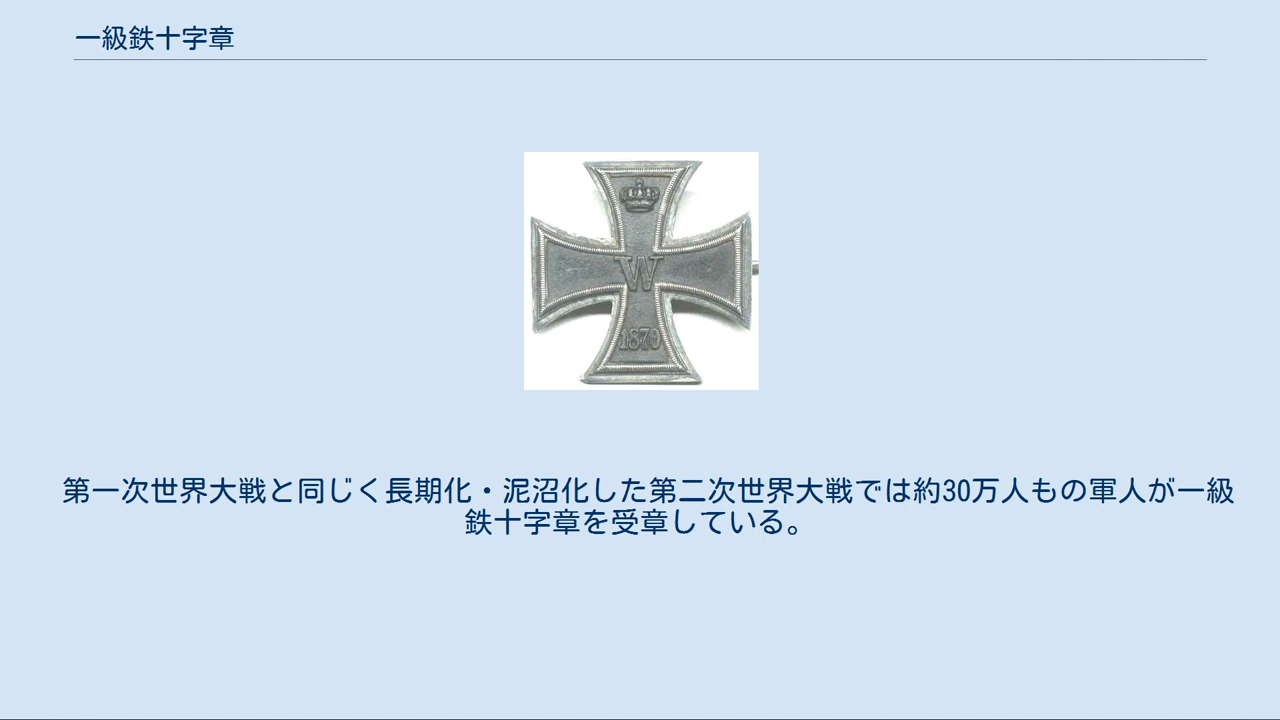 一級鉄十字章
W
1870
第一次世界大戦と同じく長期化・泥沼化した第二次世界大戦では約30万人もの軍人が一級
鉄十字章を受章している。